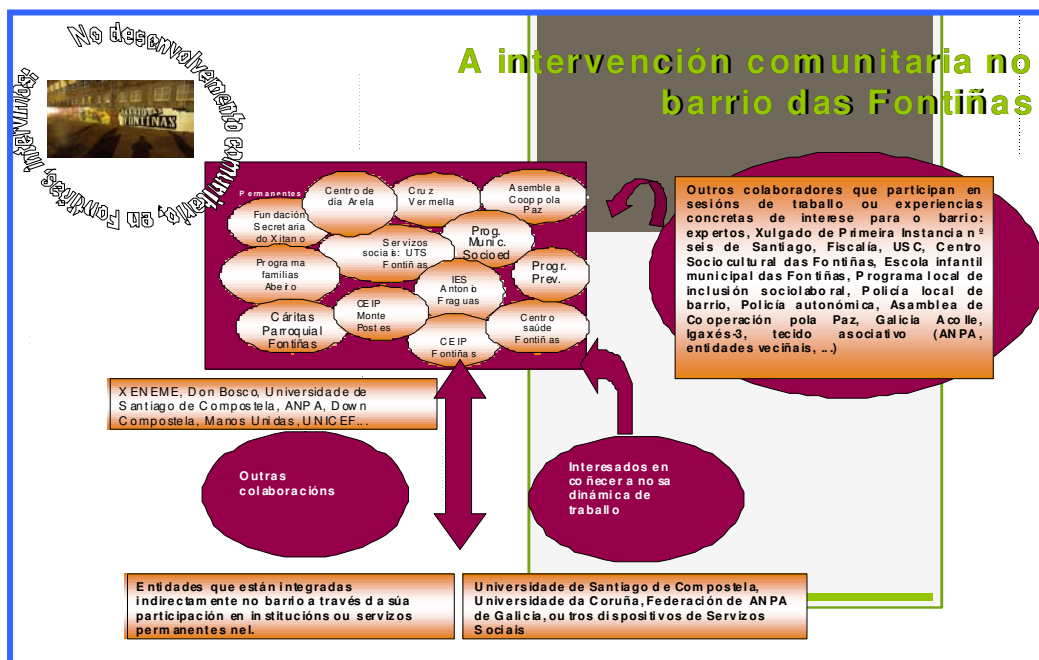 A intervención comunitaria no
barrio das Fontiñas
No desenvolvemento comunitario, en Fontiñas, intervimos:
BARRIO DAS
FONTIÑAS
Permanentes
Centro de
día Arela
Cruz
Vermella
Asemblea
Coop pola
Paz
Fundación
Secretaria
do Xitano
Servizos
sociais: UTS
Fontiñas
Prog.
Munic.
Socioed
Programa
familias
Abeiro
IES
Antonio
Fraguas
Progr.
Prev.
Cáritas
Parroquial
Fontiñas
CEIP
Monte
Postes
CEIP
Fontiñas
Centro
saúde
Fontiñas
Outros colaboradores que participan en
sesións de traballo ou experiencias
concretas de interese para o barrio:
expertos, Xulgado de Primeira Instancia nº
seis de Santiago, Fiscalía, USC, Centro
Sociocultural das Fontiñas, Escola infantil
municipal das Fontiñas, Programa local de
inclusión sociolaboral, Policía local de
barrio, Policía autonómica, Asamblea de
Cooperación pola Paz, Galicia Acolle,
Igaxés-3, tecido asociativo (ANPA,
entidades veciñais, ...)
XENEME, Don Bosco, Universidade de
Santiago de Compostela, ANPA, Down
Compostela, Manos Unidas, UNICEF...
Outras
colaboracións
Interesados en
coñecer a nosa
dinámica de
traballo
Entidades que están integradas
indirectamente no barrio a través da súa
participación en institucións ou servizos
permanentes nel.
Universidade de Santiago de Compostela,
Universidade da Coruña, Federación de ANPA
de Galicia, outros dispositivos de Servizos
Sociais